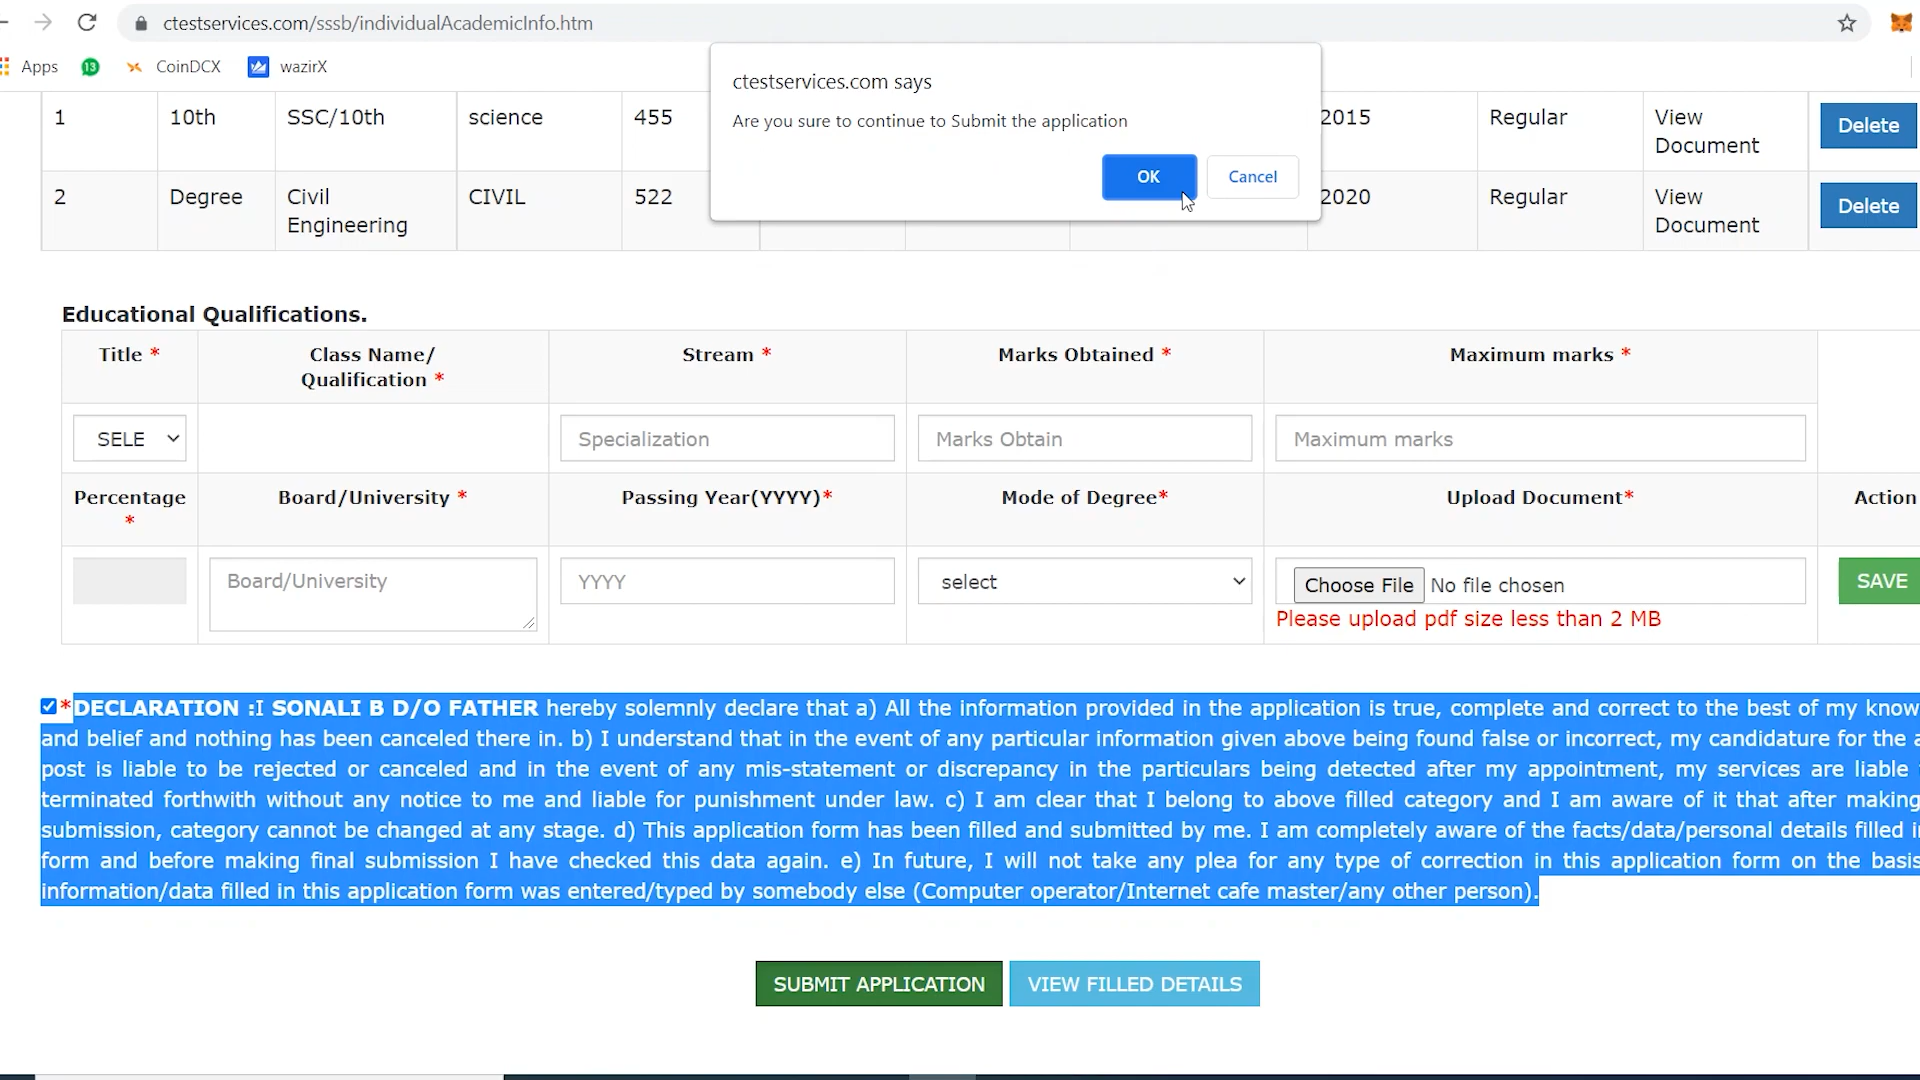 ctestservices.com/sssb/individualAcademicInfo.htm
Apps 13 CoinDCX wazirX
ctestservices.com says
Are you sure to continue to Submit the application
OK Cancel
1 10th SSC/10th science 455 2015 Regular View Document Delete
2 Degree Civil Engineering CIVIL 522 2020 Regular View Document Delete
Educational Qualifications.
Title * Class Name/ Qualification * Stream * Marks Obtained * Maximum marks *
SELE Specialization Marks Obtain Maximum marks
Percentage * Board/University * Passing Year(YYYY)* Mode of Degree* Upload Document* Action
Board/University YYYY select Choose File No file chosen SAVE
Please upload pdf size less than 2 MB
*DECLARATION :I SONALI B D/O FATHER hereby solemnly declare that a) All the information provided in the application is true, complete and correct to the best of my know
and belief and nothing has been canceled there in. b) I understand that in the event of any particular information given above being found false or incorrect, my candidature for the a
post is liable to be rejected or canceled and in the event of any mis-statement or discrepancy in the particulars being detected after my appointment, my services are liable
terminated forthwith without any notice to me and liable for punishment under law. c) I am clear that I belong to above filled category and I am aware of it that after making
submission, category cannot be changed at any stage. d) This application form has been filled and submitted by me. I am completely aware of the facts/data/personal details filled in
form and before making final submission I have checked this data again. e) In future, I will not take any plea for any type of correction in this application form on the basis
information/data filled in this application form was entered/typed by somebody else (Computer operator/Internet cafe master/any other person).
SUBMIT APPLICATION VIEW FILLED DETAILS